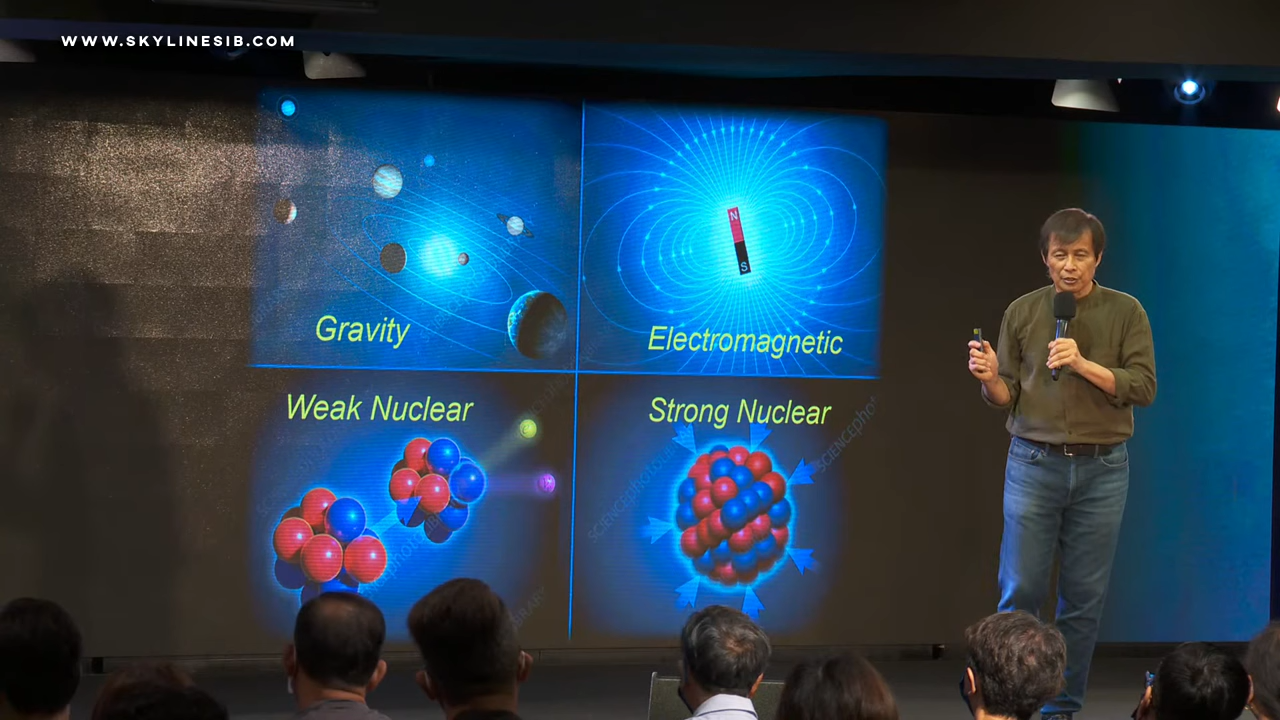 WWW.SKYLINESIB.COM
Gravity
N
S
Electromagnetic
Weak Nuclear
Strong Nuclear